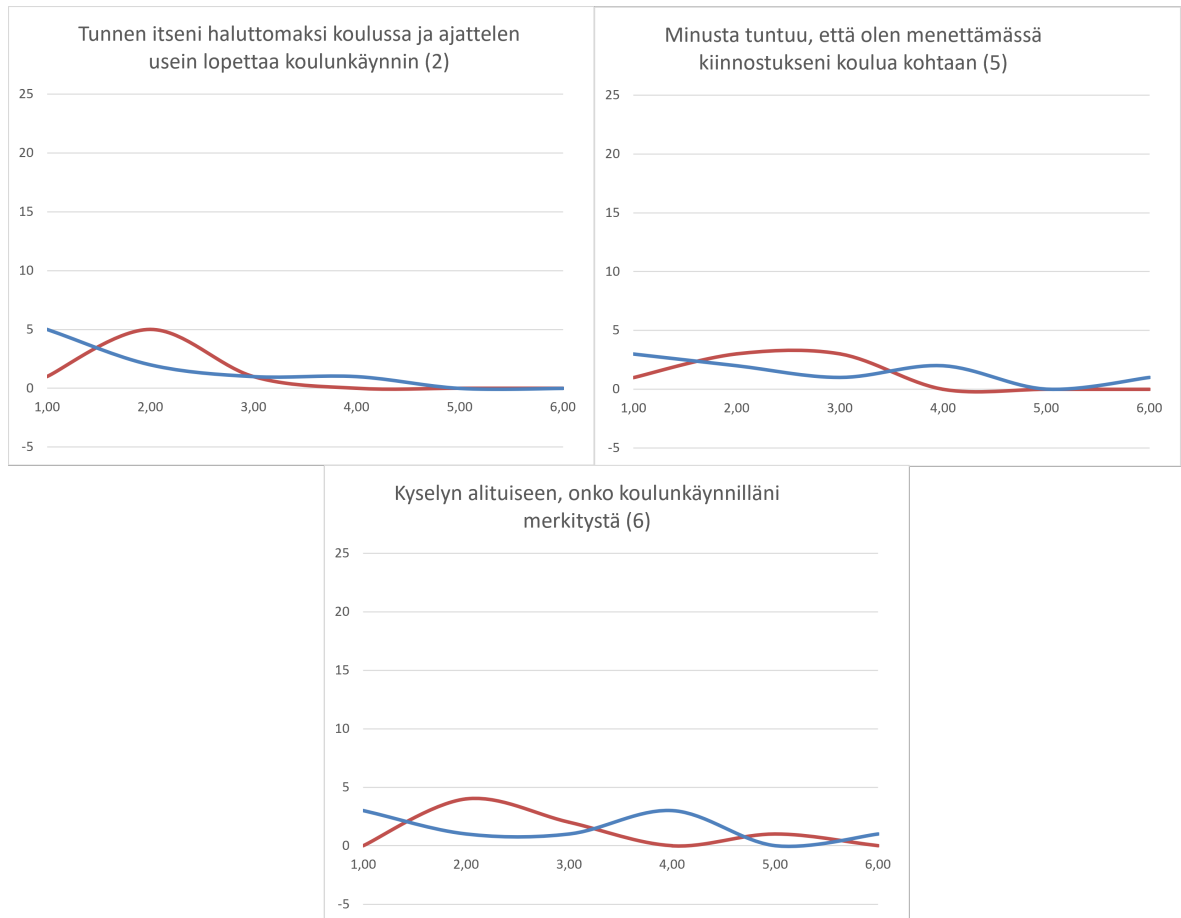 Tunnen itseni haluttomaksi koulussa ja ajattelen
usein lopettaa koulunkäynnin (2)
25
20
15
10
5
0
-5
1,00 2,00 3,00 4,00 5,00 6,00
Minusta tuntuu, että olen menettämässä
kiinnostukseni koulua kohtaan (5)
25
20
15
10
5
0
-5
1,00 2,00 3,00 4,00 5,00 6,00
Kyselyn alituiseen, onko koulunkäynnilläni
merkitystä (6)
25
20
15
10
5
0
-5
1,00 2,00 3,00 4,00 5,00 6,00